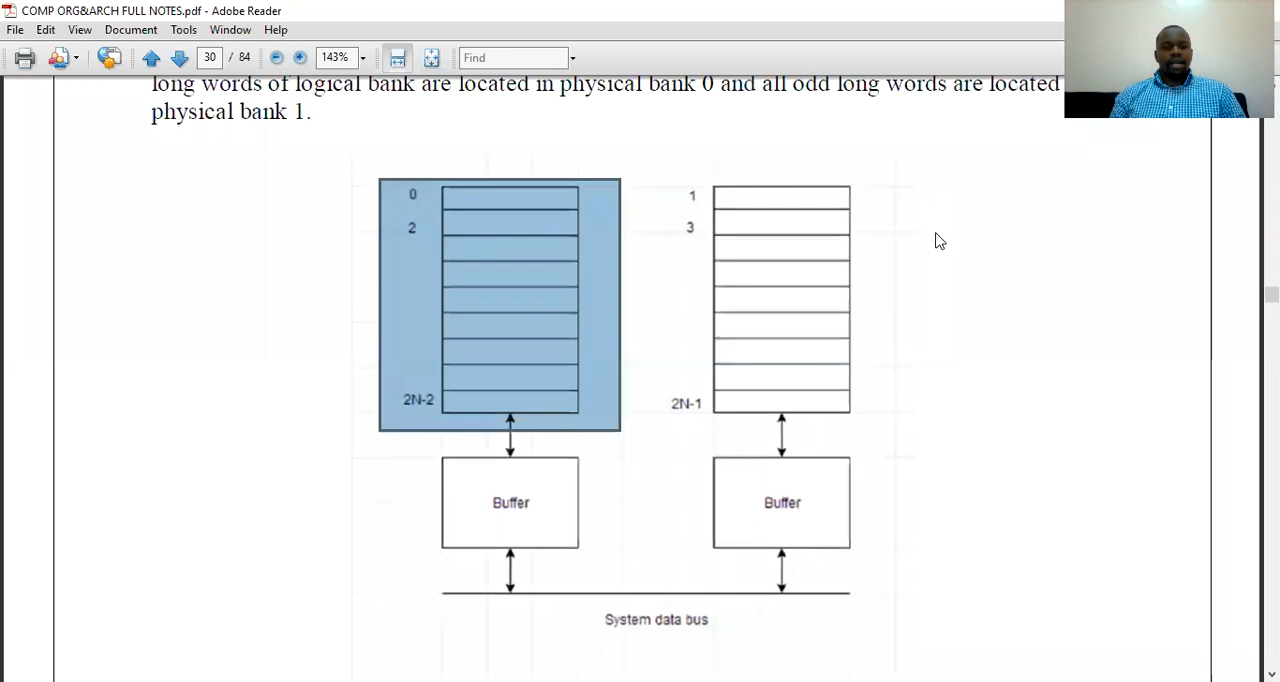 COMP ORG&ARCH FULL NOTES.pdf - Adobe Reader
File Edit View Document Tools Window Help
30 / 84 143% Find
long words of logical bank are located in physical bank 0 and all odd long words are located
physical bank 1.
0 1
2 3
2N-2 2N-1
Buffer Buffer
System data bus